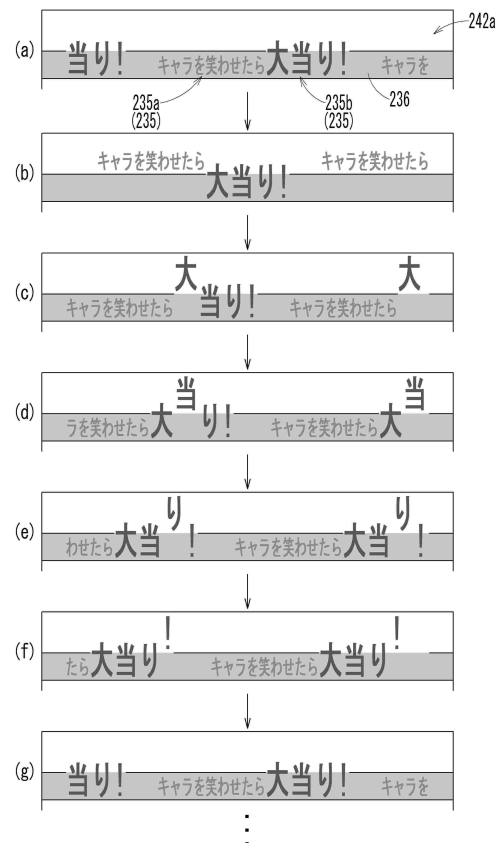 242a
(a) 当り! キャラを笑わせたら大当り! キャラを
235a 235b 236
(235) (235)
(b) キャラを笑わせたら大当り! キャラを笑わせたら
(c) キャラを笑わせたら大当り! キャラを笑わせたら大
(d) ラを笑わせたら大当り! キャラを笑わせたら大当
(e) わせたら大当り! キャラを笑わせたら大当り!
(f) たら大当り! キャラを笑わせたら大当り!
(g) 当り! キャラを笑わせたら大当り! キャラを